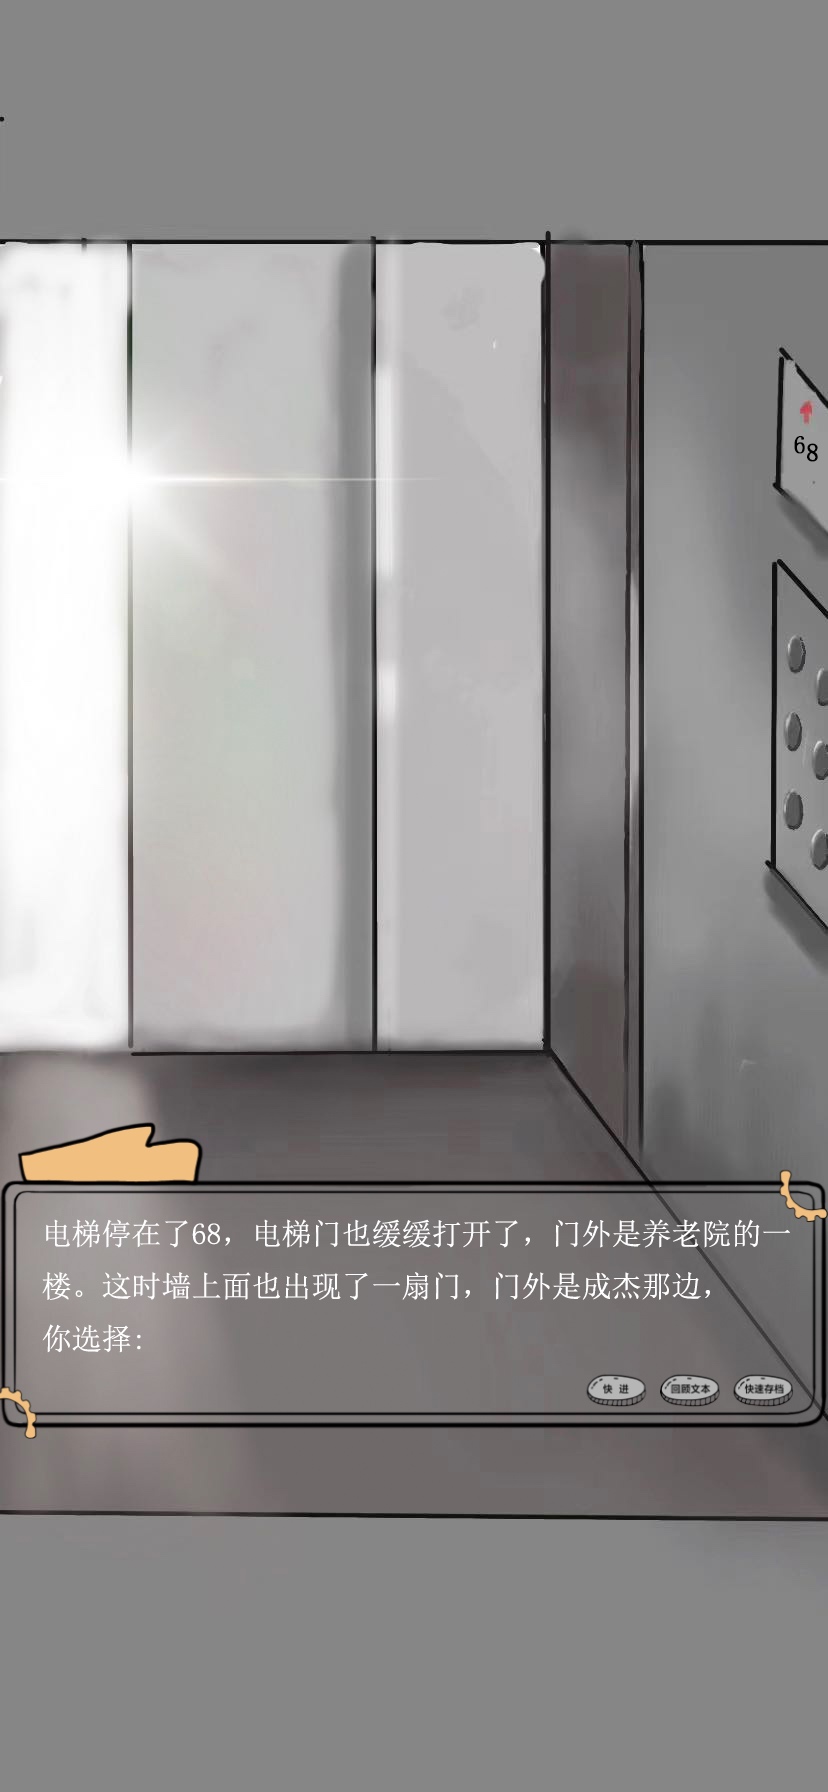 68
电梯停在了68，电梯门也缓缓打开了，门外是养老院的一
楼。这时墙上面也出现了一扇门，门外是成杰那边，
你选择:
快 进 回顾文本 快速存档